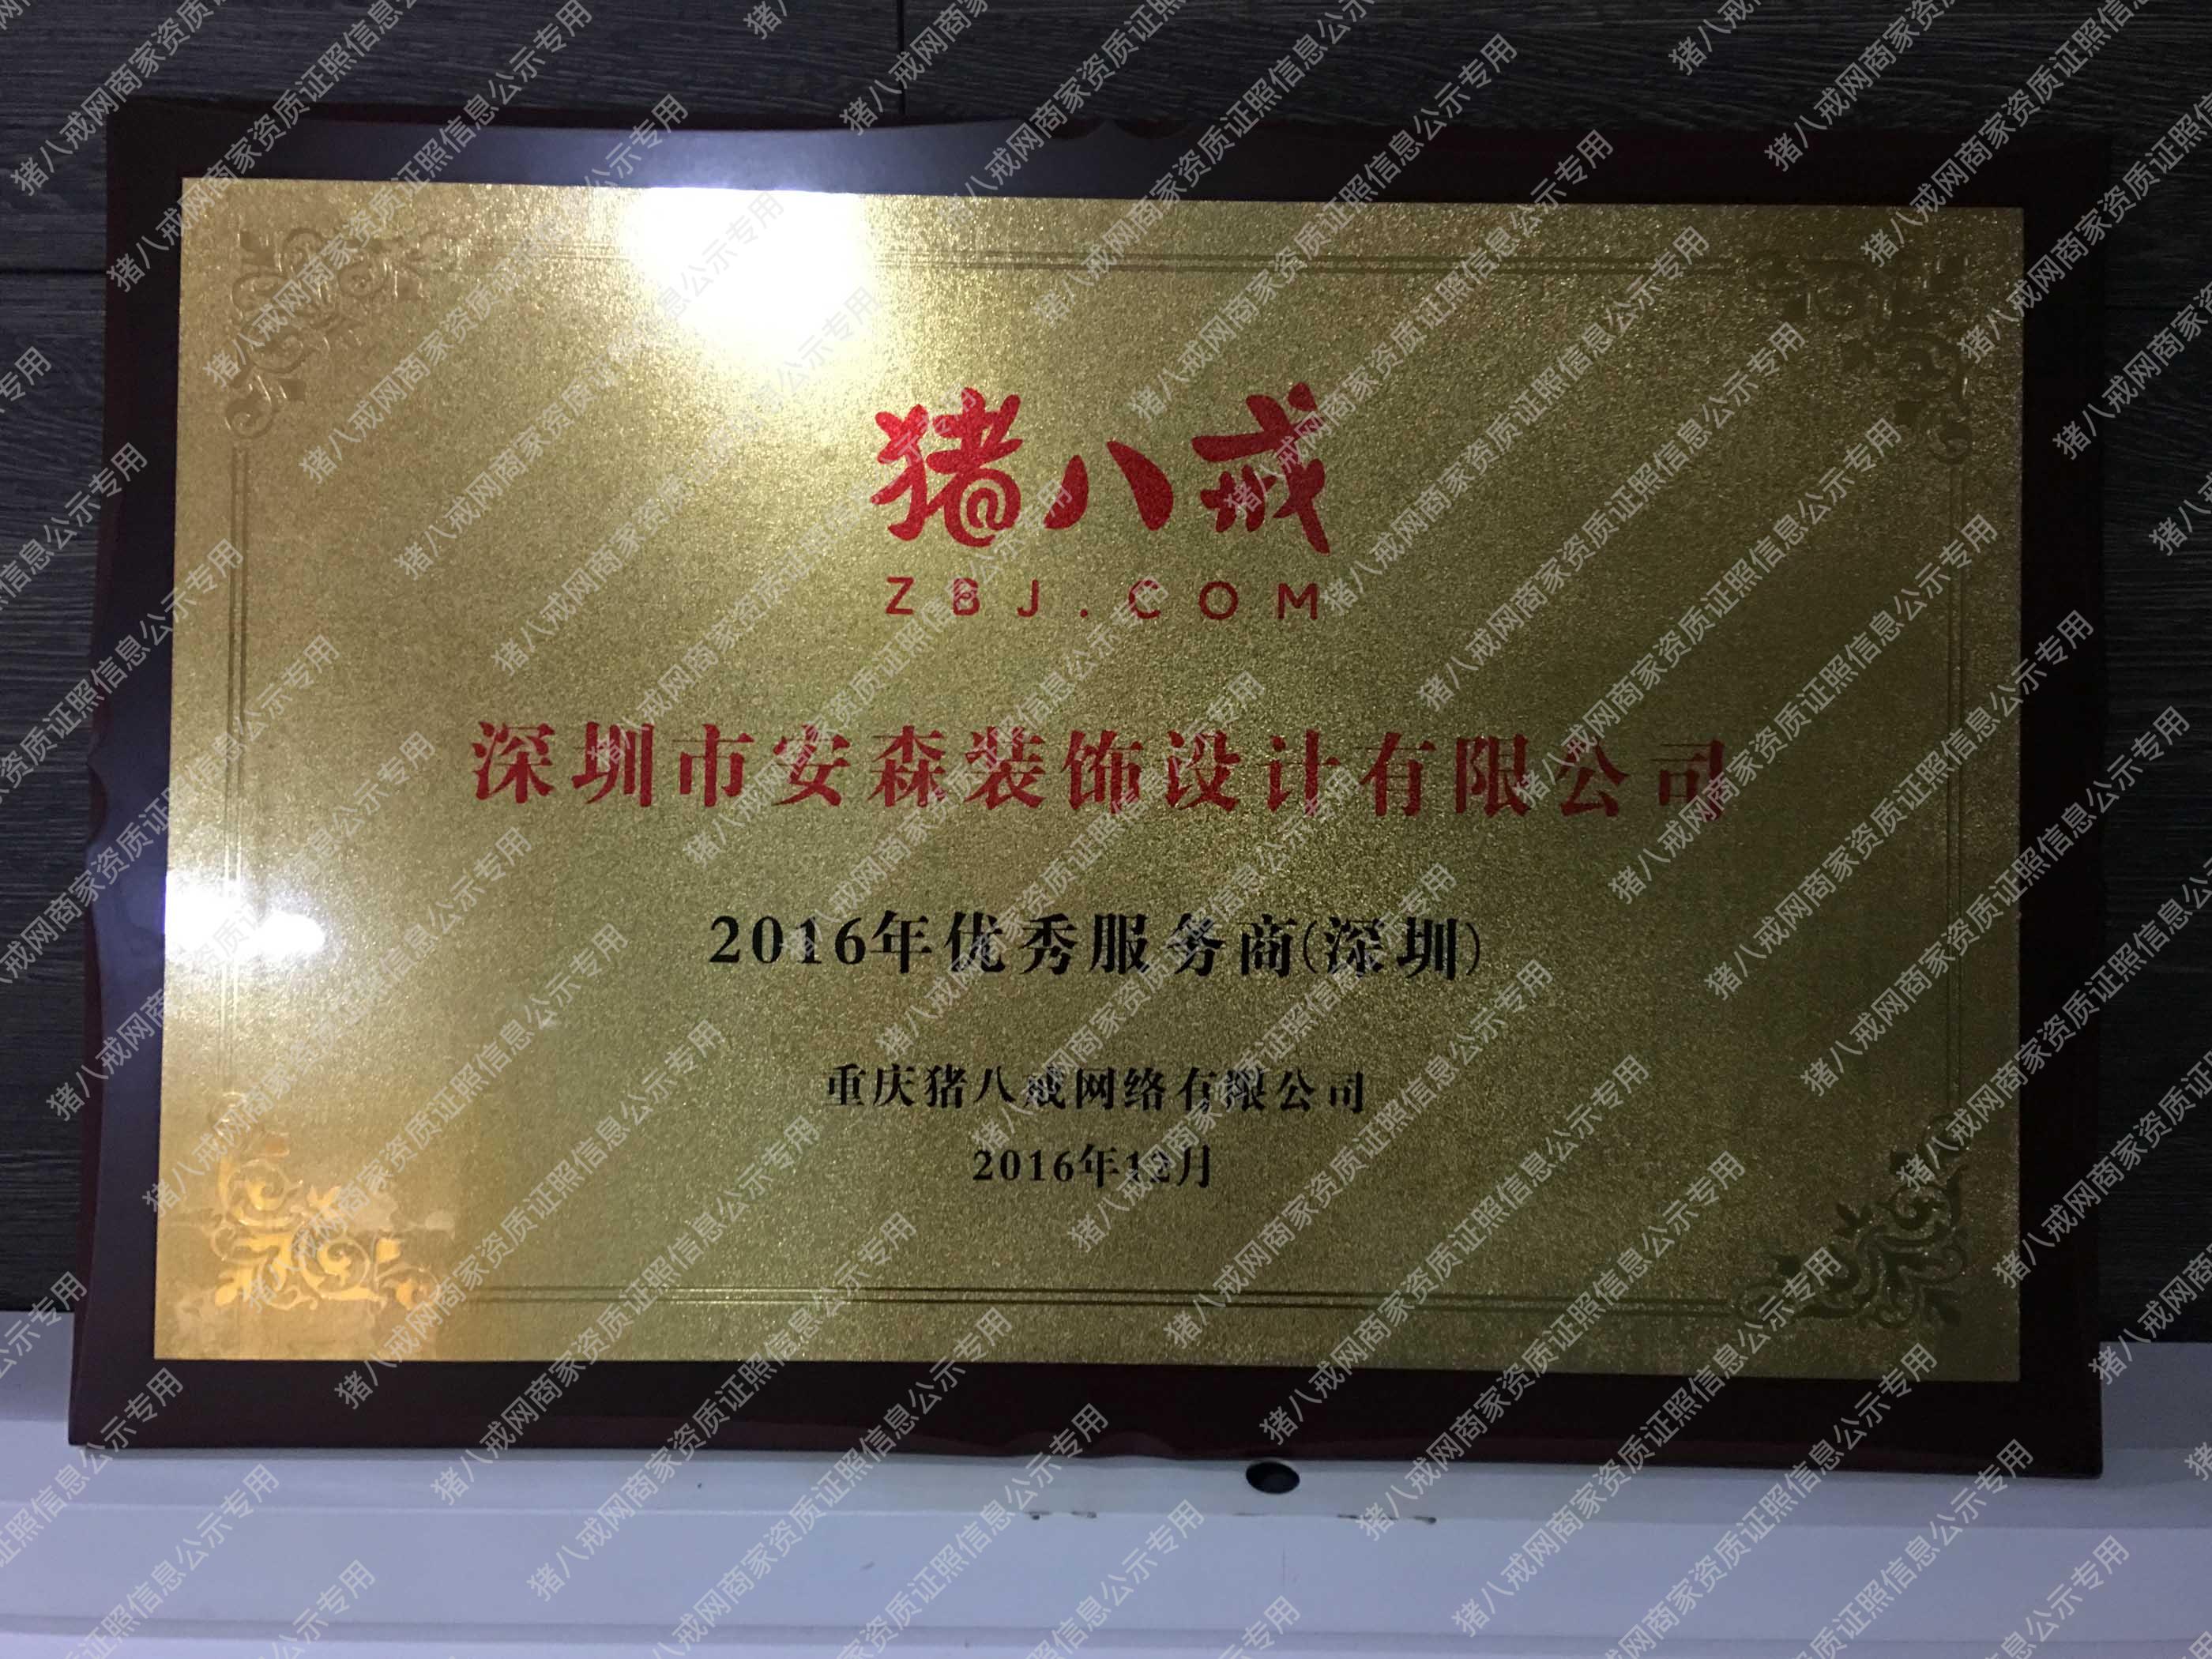 猪八戒
ZBJ.COM
深圳市安森装饰设计有限公司
2016年优秀服务商(深圳)
重庆猪八戒网络有限公司
2016年12月
猪八戒网商家资质证照信息公示专用